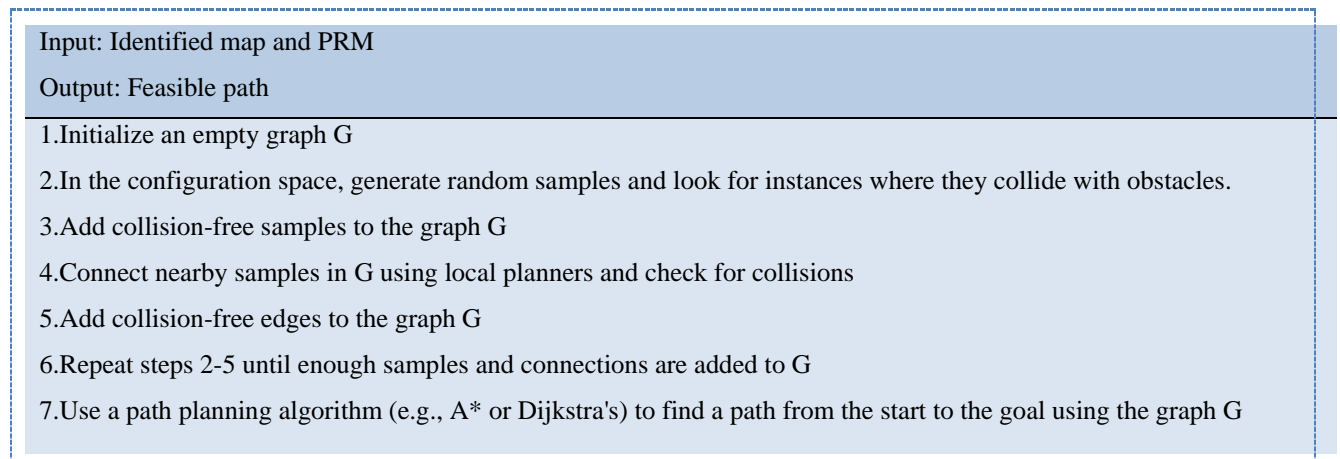 Input: Identified map and PRM
Output: Feasible path
1.Initialize an empty graph G
2.In the configuration space, generate random samples and look for instances where they collide with obstacles.
3.Add collision-free samples to the graph G
4.Connect nearby samples in G using local planners and check for collisions
5.Add collision-free edges to the graph G
6.Repeat steps 2-5 until enough samples and connections are added to G
7.Use a path planning algorithm (e.g., A* or Dijkstra's) to find a path from the start to the goal using the graph G